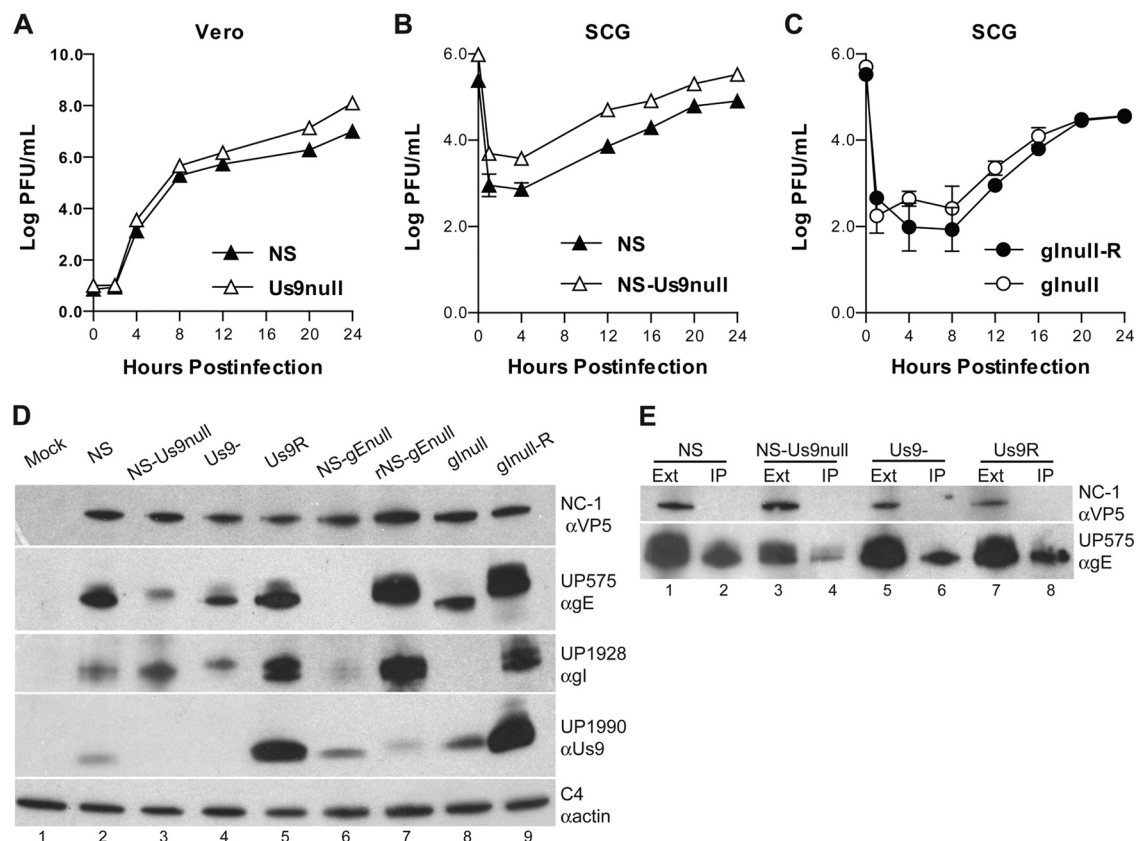 A
Vero
10.0
8.0
6.0
4.0
2.0
0.0
Log PFU/mL
NS
Us9null
0 4 8 12 16 20 24
Hours Postinfection
B
SCG
6.0
4.0
2.0
0.0
Log PFU/mL
NS
NS-Us9null
0 4 8 12 16 20 24
Hours Postinfection
C
SCG
6.0
4.0
2.0
0.0
Log PFU/mL
gInull-R
gInull
0 4 8 12 16 20 24
Hours Postinfection
D
Mock
NS
NS-Us9null
Us9-
Us9R
NS-gEnull
rNS-gEnull
gInull
gInull-R
NC-1
αVP5
UP575
αgE
UP1928
αgI
UP1990
αUs9
C4
αactin
1 2 3 4 5 6 7 8 9
E
NS NS-Us9null Us9- Us9R
Ext IP Ext IP Ext IP Ext IP
NC-1
αVP5
UP575
αgE
1 2 3 4 5 6 7 8